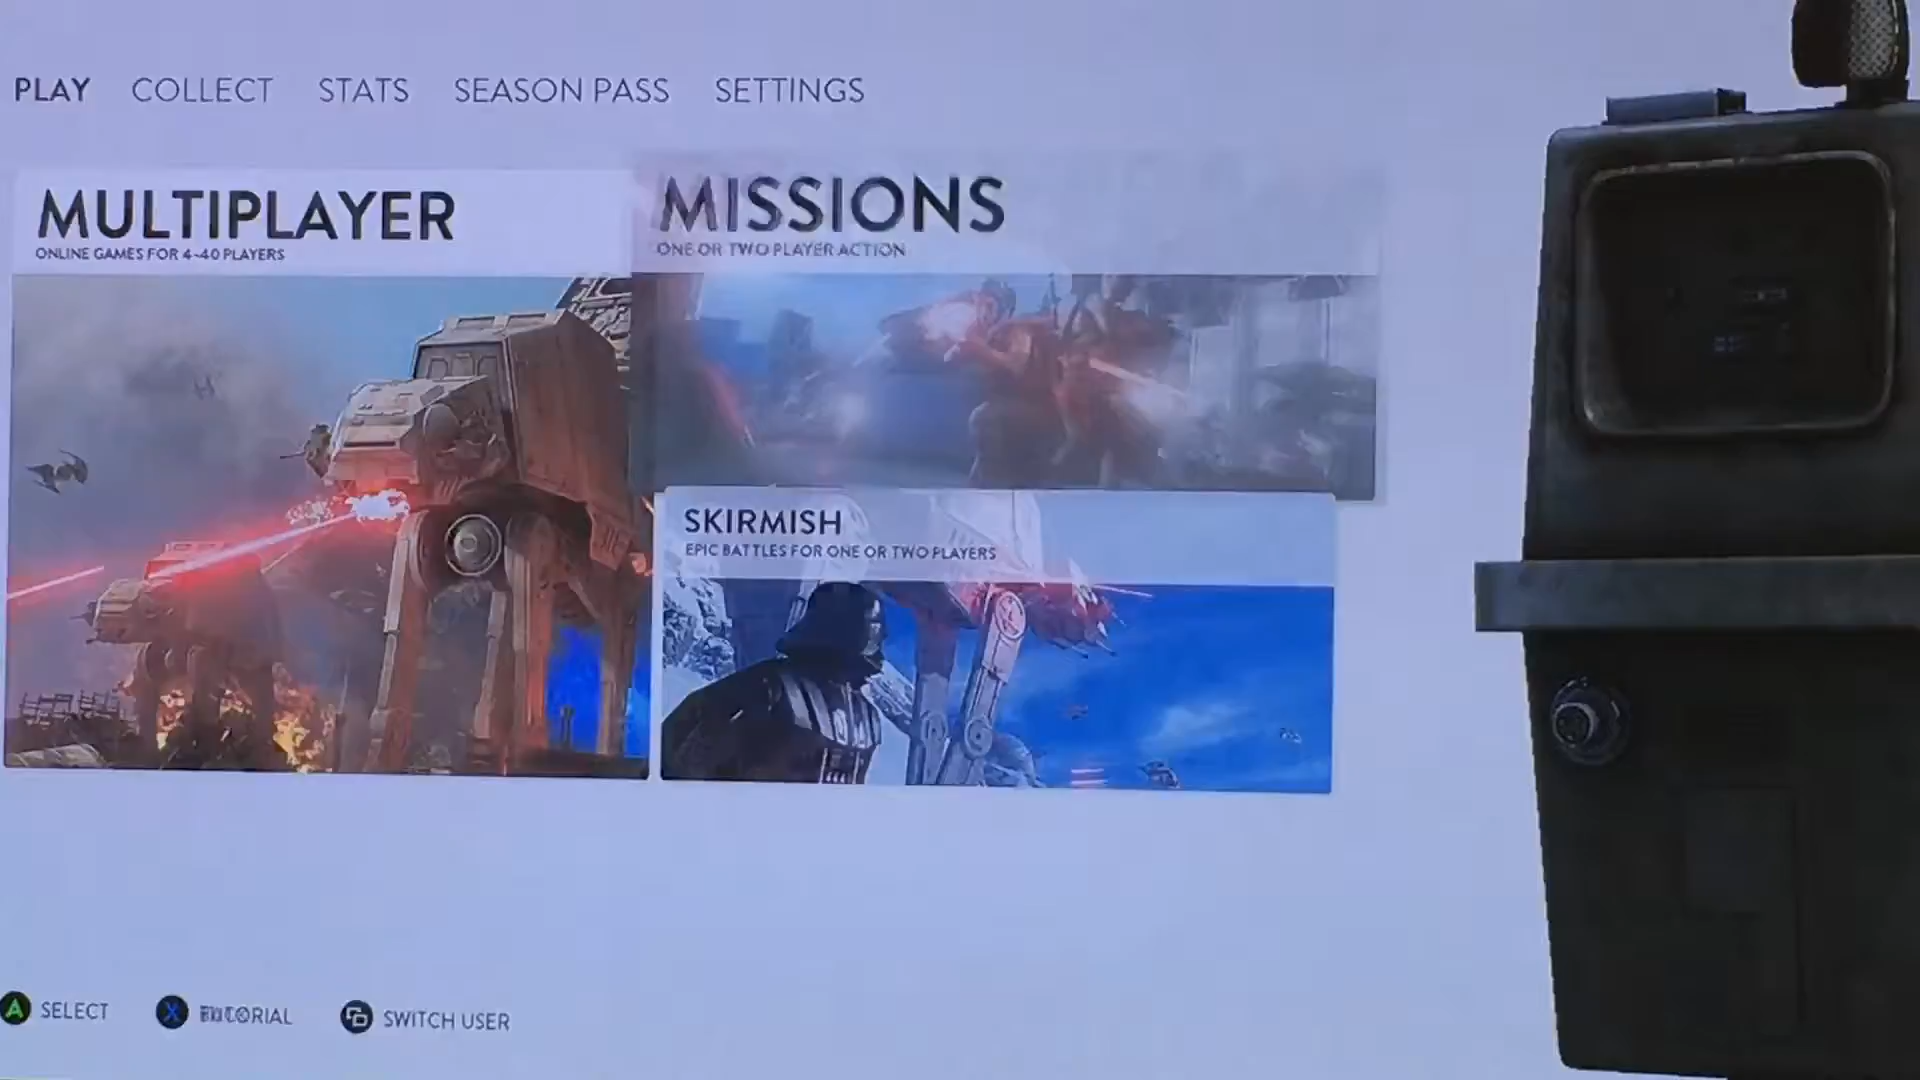 PLAY COLLECT STATS SEASON PASS SETTINGS
MULTIPLAYER
ONLINE GAMES FOR 4-40 PLAYERS
MISSIONS
ONE OR TWO PLAYER ACTION
SKIRMISH
EPIC BATTLES FOR ONE OR TWO PLAYERS
A SELECT
X
SWITCH USER